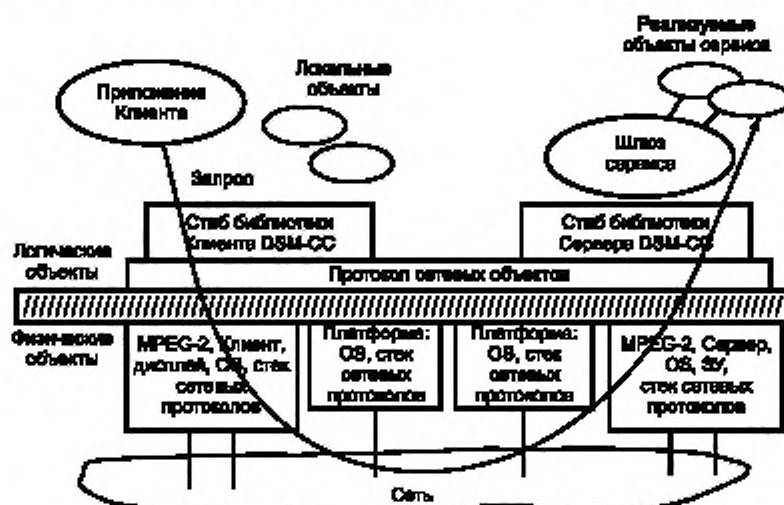 Реализуемые
объекты сервиса
Локальные
объекты
Приложение
Клиента
Шлюз
сервиса
Запрос
Стаб библиотеки
Клиента DSM-CC
Стаб библиотеки
Сервера DSM-CC
Логические
объекты
Протокол сетевых объектов
Физические
объекты
MPEG-2, Клиент,
дисплей, OS, стек
сетевых
протоколов
Платформа:
OS, стек
сетевых
протоколов
Платформа:
OS, стек
сетевых
протоколов
MPEG-2, Сервер,
OS, ЗУ,
стек сетевых
протоколов
Сеть